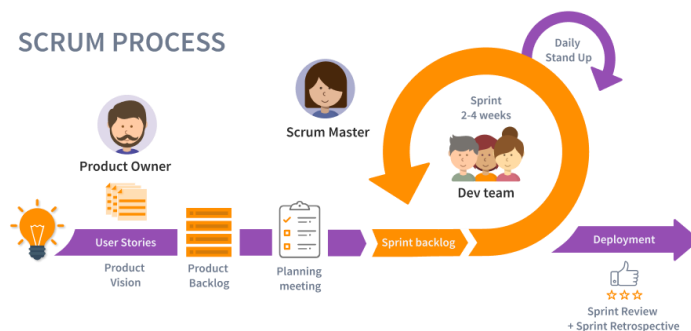 SCRUM PROCESS
Daily
Stand Up
Sprint
2-4 weeks
Scrum Master
Product Owner
Dev team
User Stories
Sprint backlog
Deployment
Product
Vision
Product
Backlog
Planning
meeting
Sprint Review
+ Sprint Retrospective